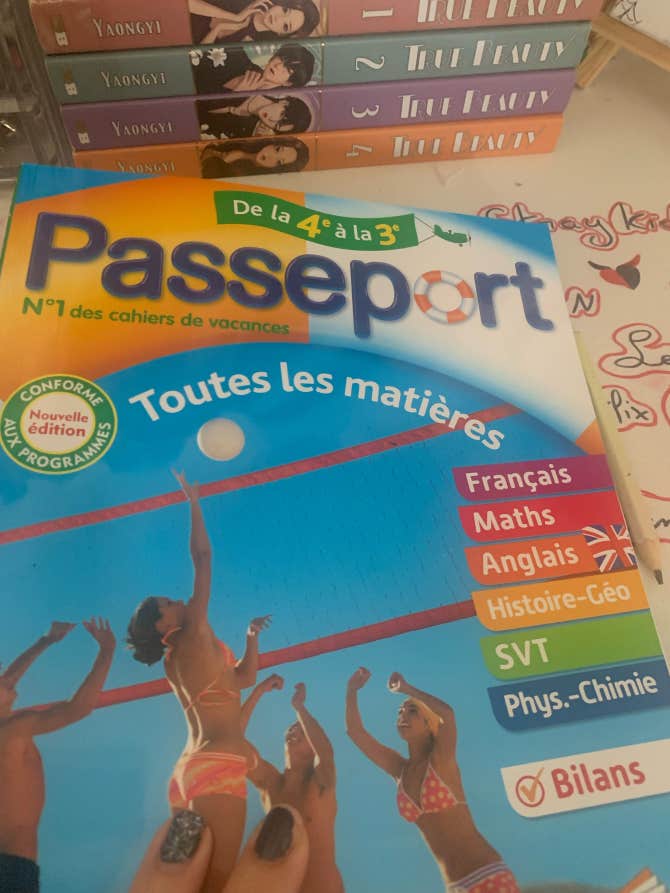 YAONGYI 1 TRUE BEAUTY
YAONGYI 2 TRUE BEAUTY
YAONGYI 3 TRUE BEAUTY
YAONGYI 4 TRUE BEAUTY
De la 4e à la 3e
Passeport
N°1 des cahiers de vacances
CONFORME
AUX PROGRAMMES
Nouvelle
édition
Toutes les matières
Français
Maths
Anglais
Histoire-Géo
SVT
Phys.-Chimie
Bilans
Stray kid